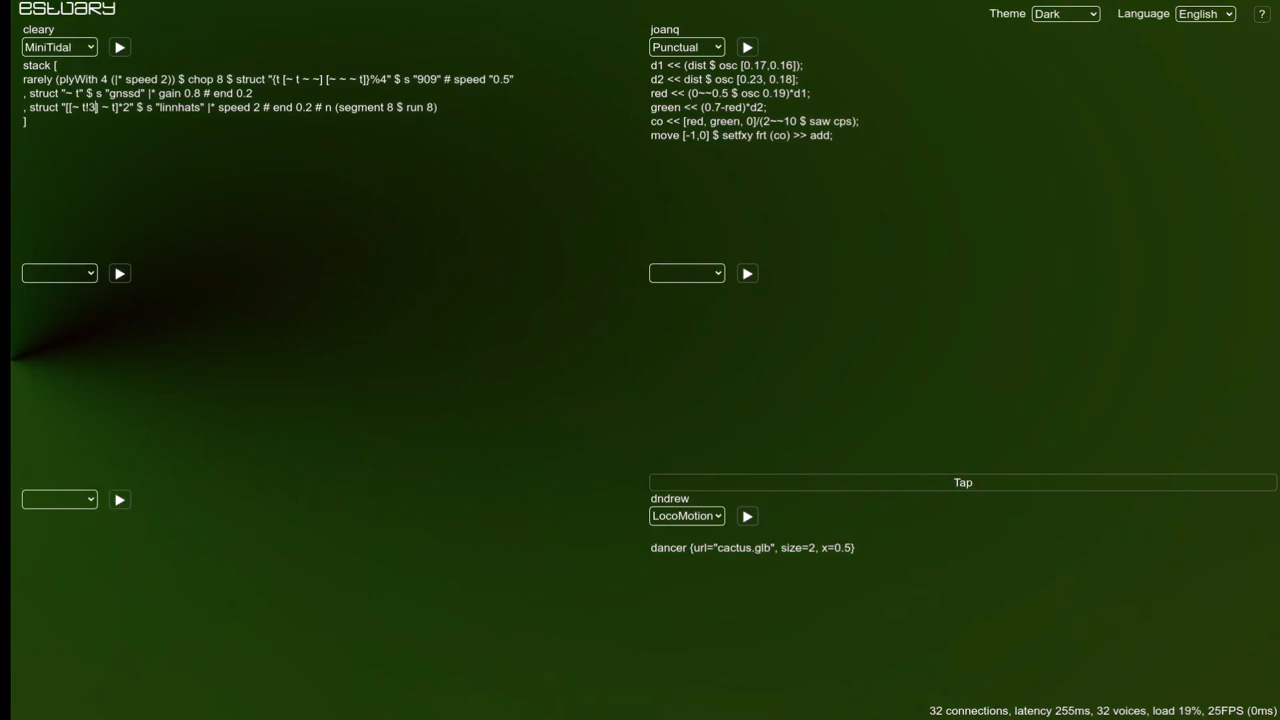 estuary
Theme Dark Language English ?
cleary
MiniTidal
stack [
rarely (plyWith 4 (|* speed 2)) $ chop 8 $ struct "{t [~ t ~ ~] [~ ~ ~ t]}%4" $ s "909" # speed "0.5"
, struct "~ t" $ s "gnssd" |* gain 0.8 # end 0.2
, struct "[[~ t!3] ~ t]*2" $ s "linnhats" |* speed 2 # end 0.2 # n (segment 8 $ run 8)
]
joanq
Punctual
d1 << (dist $ osc [0.17,0.16]);
d2 << dist $ osc [0.23, 0.18];
red << (0~~0.5 $ osc 0.19)*d1;
green << (0.7-red)*d2;
co << [red, green, 0]/(2~~10 $ saw cps);
move [-1,0] $ setfxy frt (co) >> add;
Tap
dndrew
LocoMotion
dancer {url="cactus.glb", size=2, x=0.5}
32 connections, latency 255ms, 32 voices, load 19%, 25FPS (0ms)